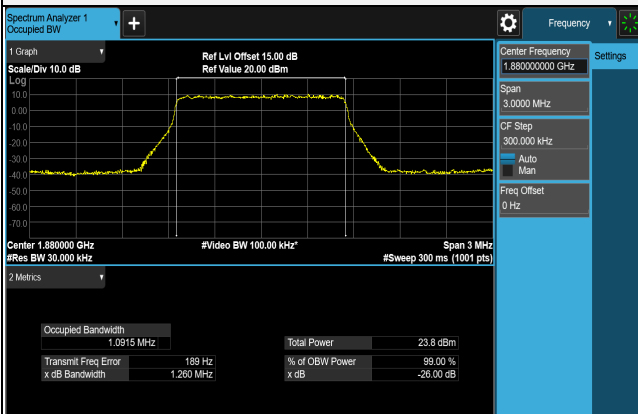 Spectrum Analyzer 1
Occupied BW
Frequency
1 Graph
Scale/Div 10.0 dB
Log
Ref Lvl Offset 15.00 dB
Ref Value 20.00 dBm
10.0
0.00
-10.0
-20.0
-30.0
-40.0
-50.0
-60.0
-70.0
Center 1.880000 GHz
#Video BW 100.00 kHz*
Span 3 MHz
#Res BW 30.000 kHz
#Sweep 300 ms (1001 pts)
2 Metrics
Occupied Bandwidth
1.0915 MHz
Total Power 23.8 dBm
Transmit Freq Error 189 Hz
% of OBW Power 99.00 %
x dB Bandwidth 1.260 MHz
x dB -26.00 dB
Center Frequency
1.880000000 GHz
Settings
Span
3.0000 MHz
CF Step
300.000 kHz
Auto
Man
Freq Offset
0 Hz